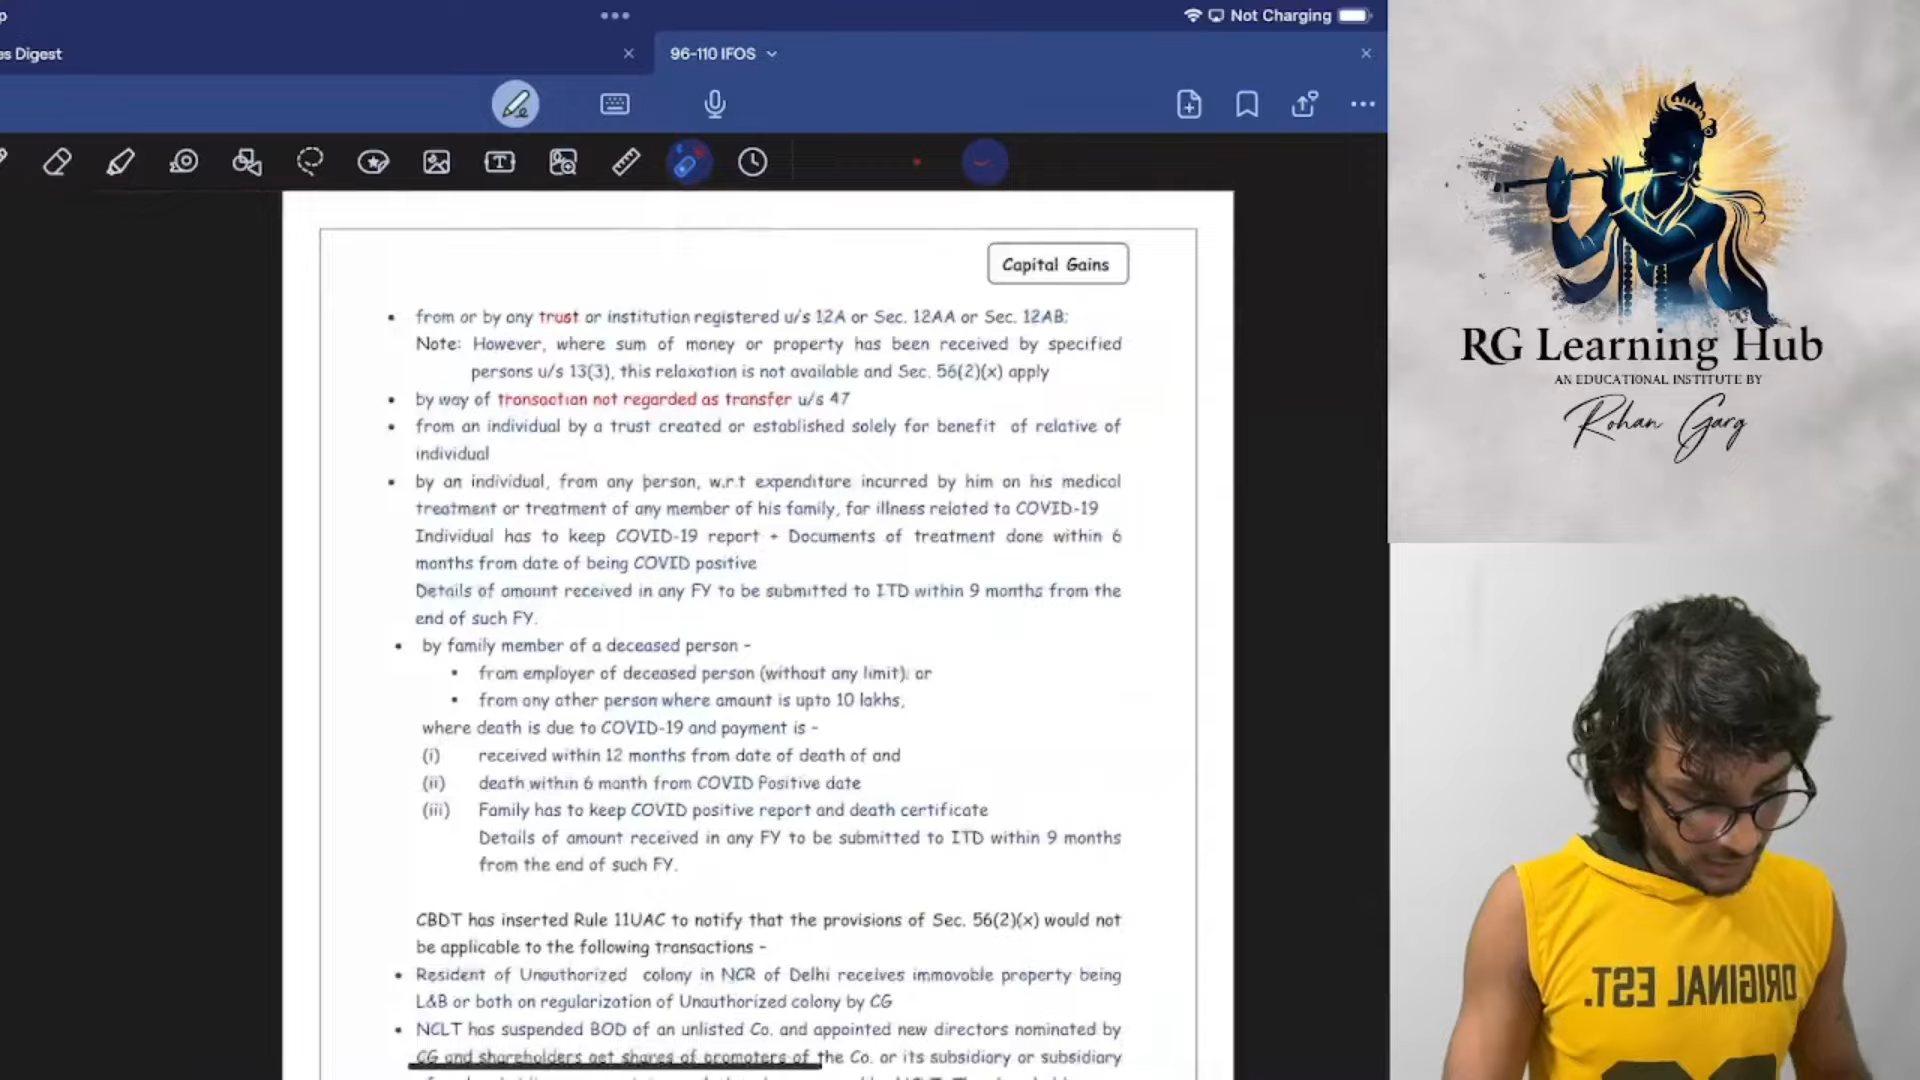 p
Not Charging
es Digest
96-110 IFOS
Capital Gains
• from or by any trust or institution registered u/s 12A or Sec. 12AA or Sec. 12AB;
Note: However, where sum of money or property has been received by specified
persons u/s 13(3), this relaxation is not available and Sec. 56(2)(x) apply
• by way of transaction not regarded as transfer u/s 47
• from an individual by a trust created or established solely for benefit of relative of
individual
• by an individual, from any person, w.r.t expenditure incurred by him on his medical
treatment or treatment of any member of his family, for illness related to COVID-19
Individual has to keep COVID-19 report + Documents of treatment done within 6
months from date of being COVID positive
Details of amount received in any FY to be submitted to ITD within 9 months from the
end of such FY.
• by family member of a deceased person -
• from employer of deceased person (without any limit); or
• from any other person where amount is upto 10 lakhs,
where death is due to COVID-19 and payment is -
(i) received within 12 months from date of death of and
(ii) death within 6 month from COVID Positive date
(iii) Family has to keep COVID positive report and death certificate
Details of amount received in any FY to be submitted to ITD within 9 months
from the end of such FY.
CBDT has inserted Rule 11UAC to notify that the provisions of Sec. 56(2)(x) would not
be applicable to the following transactions -
• Resident of Unauthorized colony in NCR of Delhi receives immovable property being
L&B or both on regularization of Unauthorized colony by CG
• NCLT has suspended BOD of an unlisted Co. and appointed new directors nominated by
CG and shareholders get shares of promoters of the Co. or its subsidiary or subsidiary
RG Learning Hub
AN EDUCATIONAL INSTITUTE BY
Rohan Garg
ORIGINAL EST.